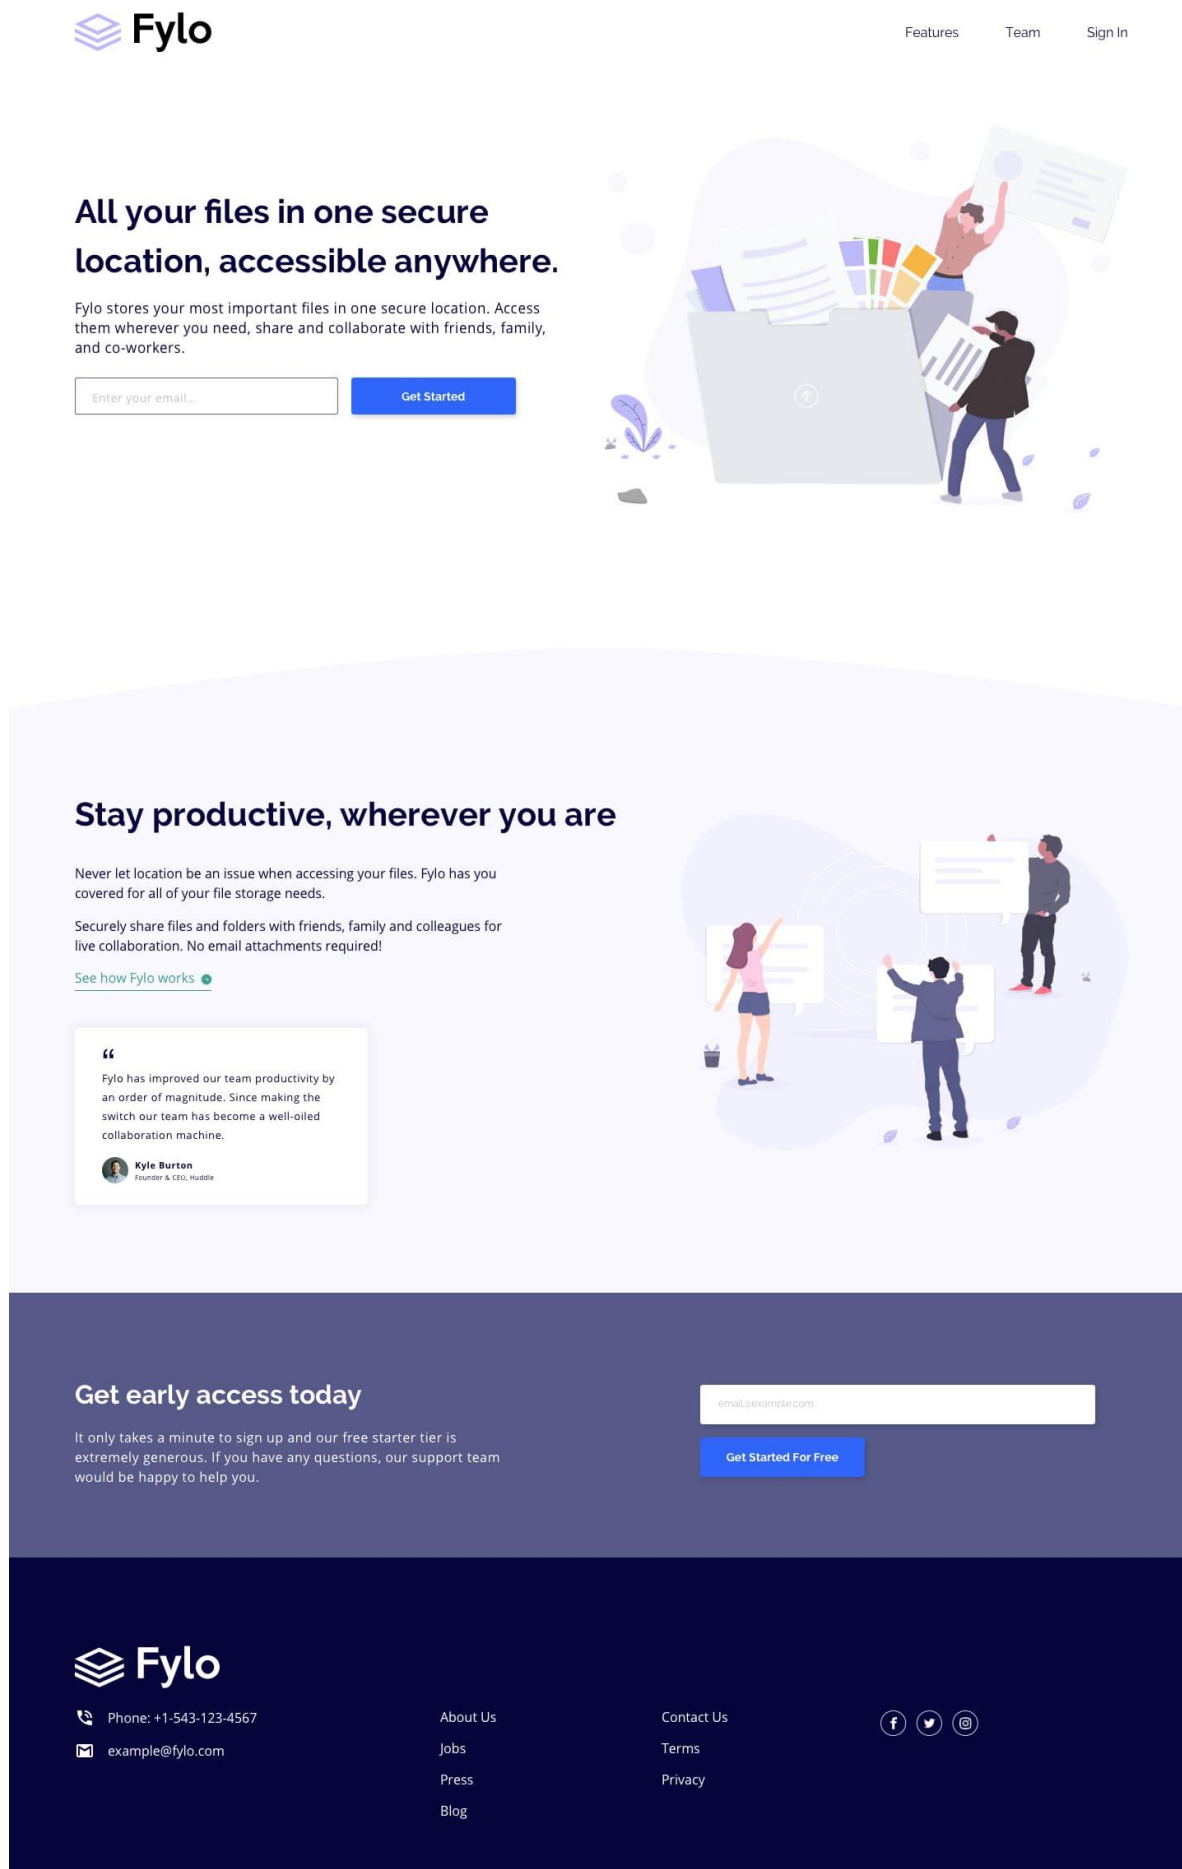 Fylo
Features Team Sign In
All your files in one secure
location, accessible anywhere.
Fylo stores your most important files in one secure location. Access
them wherever you need, share and collaborate with friends, family,
and co-workers.
Enter your email...
Get Started
Stay productive, wherever you are
Never let location be an issue when accessing your files. Fylo has you
covered for all of your file storage needs.
Securely share files and folders with friends, family and colleagues for
live collaboration. No email attachments required!
See how Fylo works
“
Fylo has improved our team productivity by
an order of magnitude. Since making the
switch our team has become a well-oiled
collaboration machine.
Kyle Burton
Founder & CEO, Huddle
Get early access today
It only takes a minute to sign up and our free starter tier is
extremely generous. If you have any questions, our support team
would be happy to help you.
email@example.com
Get Started For Free
Fylo
Phone: +1-543-123-4567
example@fylo.com
About Us
Jobs
Press
Blog
Contact Us
Terms
Privacy